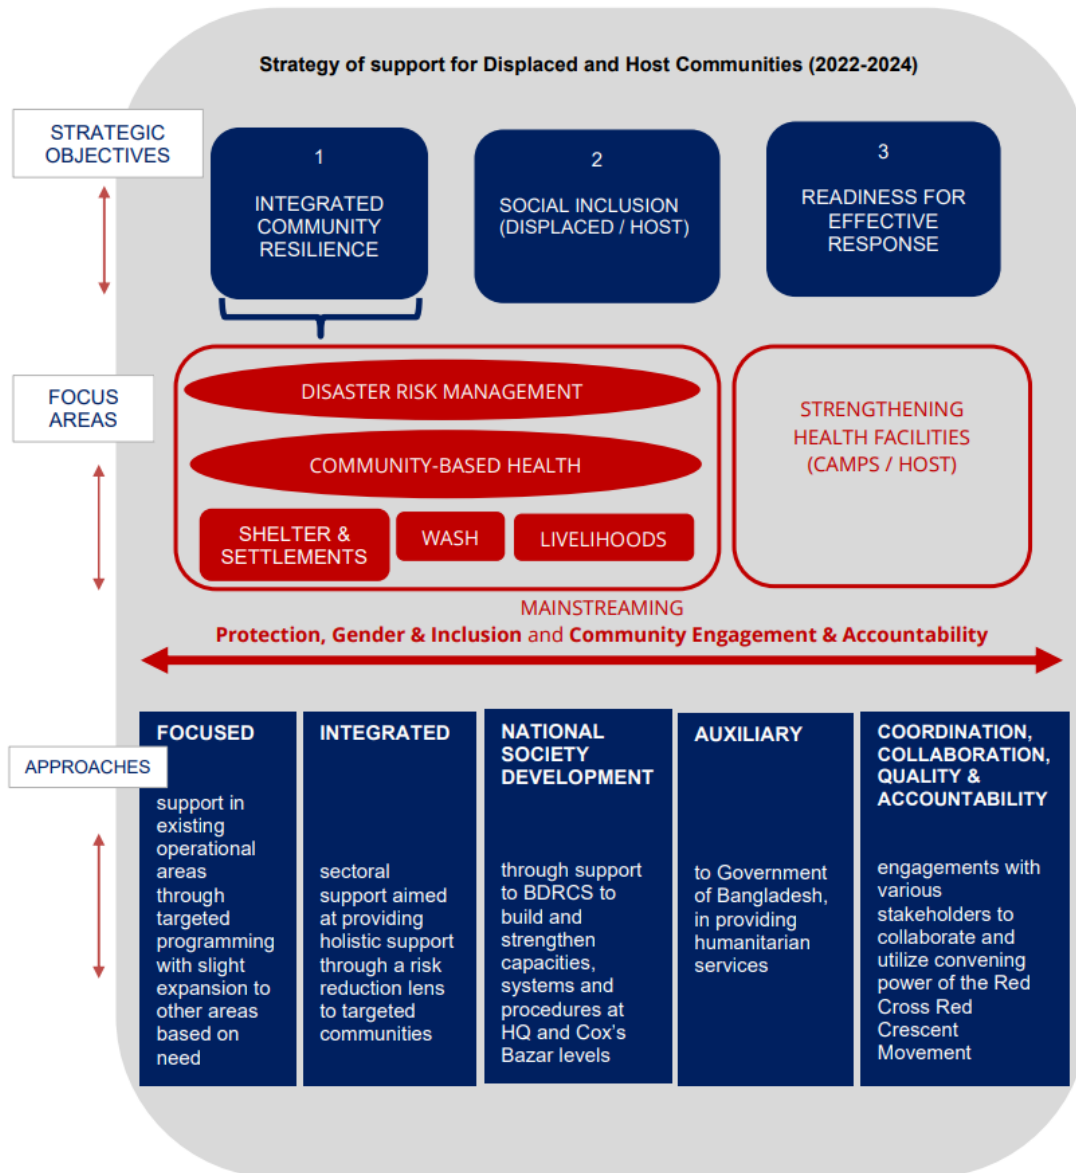 Strategy of support for Displaced and Host Communities (2022-2024)
STRATEGIC
OBJECTIVES
1
INTEGRATED
COMMUNITY
RESILIENCE
2
SOCIAL INCLUSION
(DISPLACED / HOST)
3
READINESS FOR
EFFECTIVE
RESPONSE
FOCUS
AREAS
DISASTER RISK MANAGEMENT
COMMUNITY-BASED HEALTH
SHELTER &
SETTLEMENTS
WASH
LIVELIHOODS
STRENGTHENING
HEALTH FACILITIES
(CAMPS / HOST)
MAINSTREAMING
Protection, Gender & Inclusion and Community Engagement & Accountability
APPROACHES
FOCUSED
support in
existing
operational
areas
through
targeted
programming
with slight
expansion to
other areas
based on
need
INTEGRATED
sectoral
support aimed
at providing
holistic support
through a risk
reduction lens
to targeted
communities
NATIONAL
SOCIETY
DEVELOPMENT
through support
to BDRCS to
build and
strengthen
capacities,
systems and
procedures at
HQ and Cox's
Bazar levels
AUXILIARY
to Government
of Bangladesh,
in providing
humanitarian
services
COORDINATION,
COLLABORATION,
QUALITY &
ACCOUNTABILITY
engagements with
various
stakeholders to
collaborate and
utilize convening
power of the Red
Cross Red
Crescent
Movement